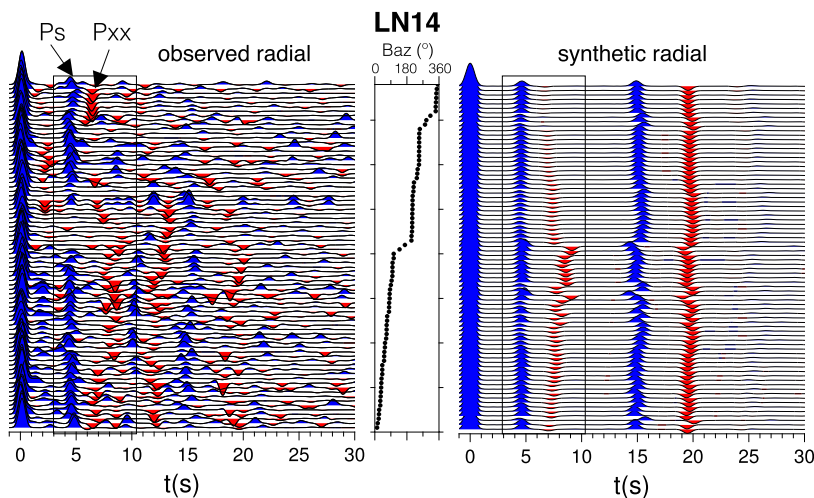 LN14
Ps Pxx
observed radial
Baz (°)
synthetic radial
0 180 360
0 5 10 15 20 25 30
0 5 10 15 20 25 30
t(s)
t(s)